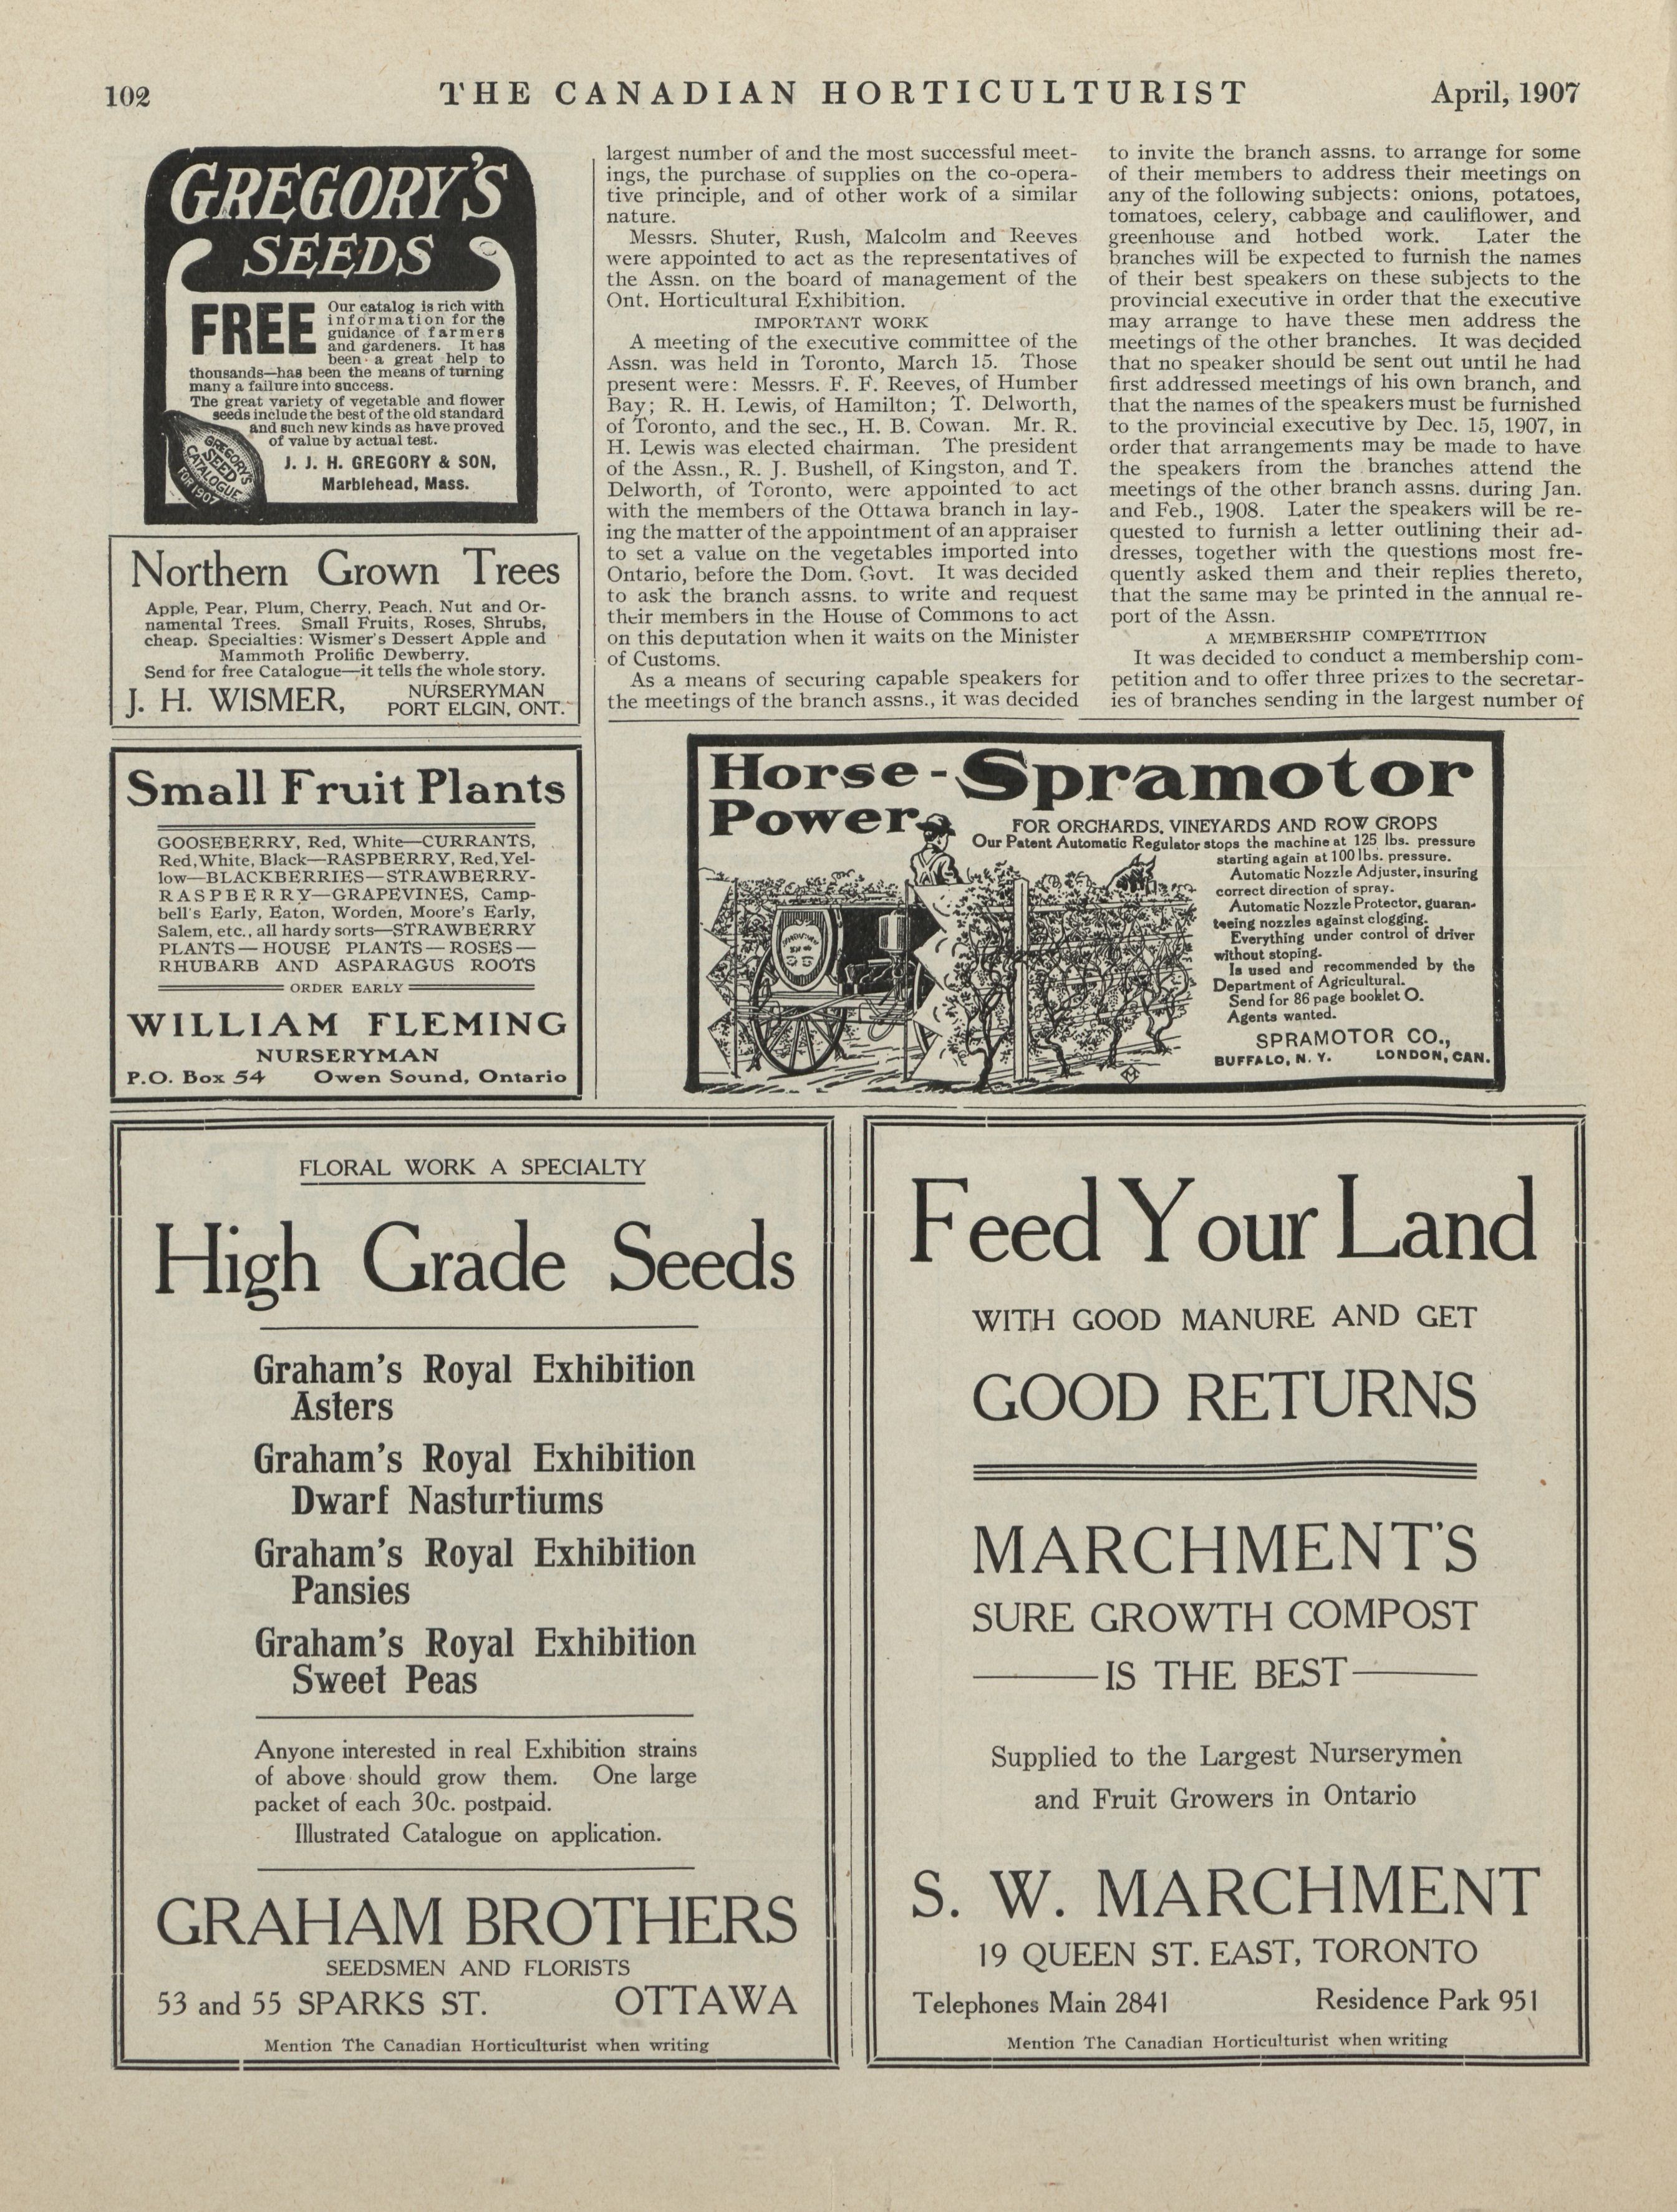 102
THE CANADIAN HORTICULTURIST
April, 1907
GREGORY'S
SEEDS
FREE
Our catalog is rich with
information for the
guidance of farmers
and gardeners. It has
been a great help to
thousands—has been the means of turning
many a failure into success.
The great variety of vegetable and flower
seeds include the best of the old standard
and such new kinds as have proved
of value by actual test.
GREGORY'S
SEED
CATALOGUE
FOR 1907
J. J. H. GREGORY & SON,
Marblehead, Mass.
Northern Grown Trees
Apple, Pear, Plum, Cherry, Peach, Nut and Or-
namental Trees. Small Fruits, Roses, Shrubs,
cheap. Specialties: Wismer's Dessert Apple and
Mammoth Prolific Dewberry.
Send for free Catalogue—it tells the whole story.
J. H. WISMER,
NURSERYMAN
PORT ELGIN, ONT.
Small Fruit Plants
GOOSEBERRY, Red, White—CURRANTS,
Red, White, Black—RASPBERRY, Red, Yel-
low—BLACKBERRIES—STRAWBERRY-
RASPBERRY—GRAPEVINES, Camp-
bell's Early, Eaton, Worden, Moore's Early,
Salem, etc., all hardy sorts—STRAWBERRY
PLANTS—HOUSE PLANTS—ROSES—
RHUBARB AND ASPARAGUS ROOTS
ORDER EARLY
WILLIAM FLEMING
NURSERYMAN
P.O. Box 54 Owen Sound, Ontario
largest number of and the most successful meet-
ings, the purchase of supplies on the co-opera-
tive principle, and of other work of a similar
nature.
Messrs. Shuter, Rush, Malcolm and Reeves
were appointed to act as the representatives of
the Assn. on the board of management of the
Ont. Horticultural Exhibition.
IMPORTANT WORK
A meeting of the executive committee of the
Assn. was held in Toronto, March 15. Those
present were: Messrs. F. F. Reeves, of Humber
Bay; R. H. Lewis, of Hamilton; T. Delworth,
of Toronto, and the sec., H. B. Cowan. Mr. R.
H. Lewis was elected chairman. The president
of the Assn., R. J. Bushell, of Kingston, and T.
Delworth, of Toronto, were appointed to act
with the members of the Ottawa branch in lay-
ing the matter of the appointment of an appraiser
to set a value on the vegetables imported into
Ontario, before the Dom. Govt. It was decided
to ask the branch assns. to write and request
their members in the House of Commons to act
on this deputation when it waits on the Minister
of Customs.
As a means of securing capable speakers for
the meetings of the branch assns., it was decided
to invite the branch assns. to arrange for some
of their members to address their meetings on
any of the following subjects: onions, potatoes,
tomatoes, celery, cabbage and cauliflower, and
greenhouse and hotbed work. Later the
branches will be expected to furnish the names
of their best speakers on these subjects to the
provincial executive in order that the executive
may arrange to have these men address the
meetings of the other branches. It was decided
that no speaker should be sent out until he had
first addressed meetings of his own branch, and
that the names of the speakers must be furnished
to the provincial executive by Dec. 15, 1907, in
order that arrangements may be made to have
the speakers from the branches attend the
meetings of the other branch assns. during Jan.
and Feb., 1908. Later the speakers will be re-
quested to furnish a letter outlining their ad-
dresses, together with the questions most fre-
quently asked them and their replies thereto,
that the same may be printed in the annual re-
port of the Assn.
A MEMBERSHIP COMPETITION
It was decided to conduct a membership com-
petition and to offer three prizes to the secretar-
ies of branches sending in the largest number of
Horse-Power Spramotor
FOR ORCHARDS, VINEYARDS AND ROW CROPS
Our Patent Automatic Regulator stops the machine at 125 lbs. pressure
starting again at 100 lbs. pressure.
Automatic Nozzle Adjuster, insuring
correct direction of spray.
Automatic Nozzle Protector, guaran-
teeing nozzles against clogging.
Everything under control of driver
without stoping.
Is used and recommended by the
Department of Agricultural.
Send for 86 page booklet O.
Agents wanted.
SPRAMOTOR CO.,
BUFFALO, N. Y. LONDON, CAN.
FLORAL WORK A SPECIALTY
High Grade Seeds
Graham's Royal Exhibition
Asters
Graham's Royal Exhibition
Dwarf Nasturtiums
Graham's Royal Exhibition
Pansies
Graham's Royal Exhibition
Sweet Peas
Anyone interested in real Exhibition strains
of above should grow them. One large
packet of each 30c. postpaid.
Illustrated Catalogue on application.
GRAHAM BROTHERS
SEEDSMEN AND FLORISTS
53 and 55 SPARKS ST. OTTAWA
Mention The Canadian Horticulturist when writing
Feed Your Land
WITH GOOD MANURE AND GET
GOOD RETURNS
MARCHMENT'S
SURE GROWTH COMPOST
IS THE BEST
Supplied to the Largest Nurserymen
and Fruit Growers in Ontario
S. W. MARCHMENT
19 QUEEN ST. EAST, TORONTO
Telephones Main 2841 Residence Park 951
Mention The Canadian Horticulturist when writing